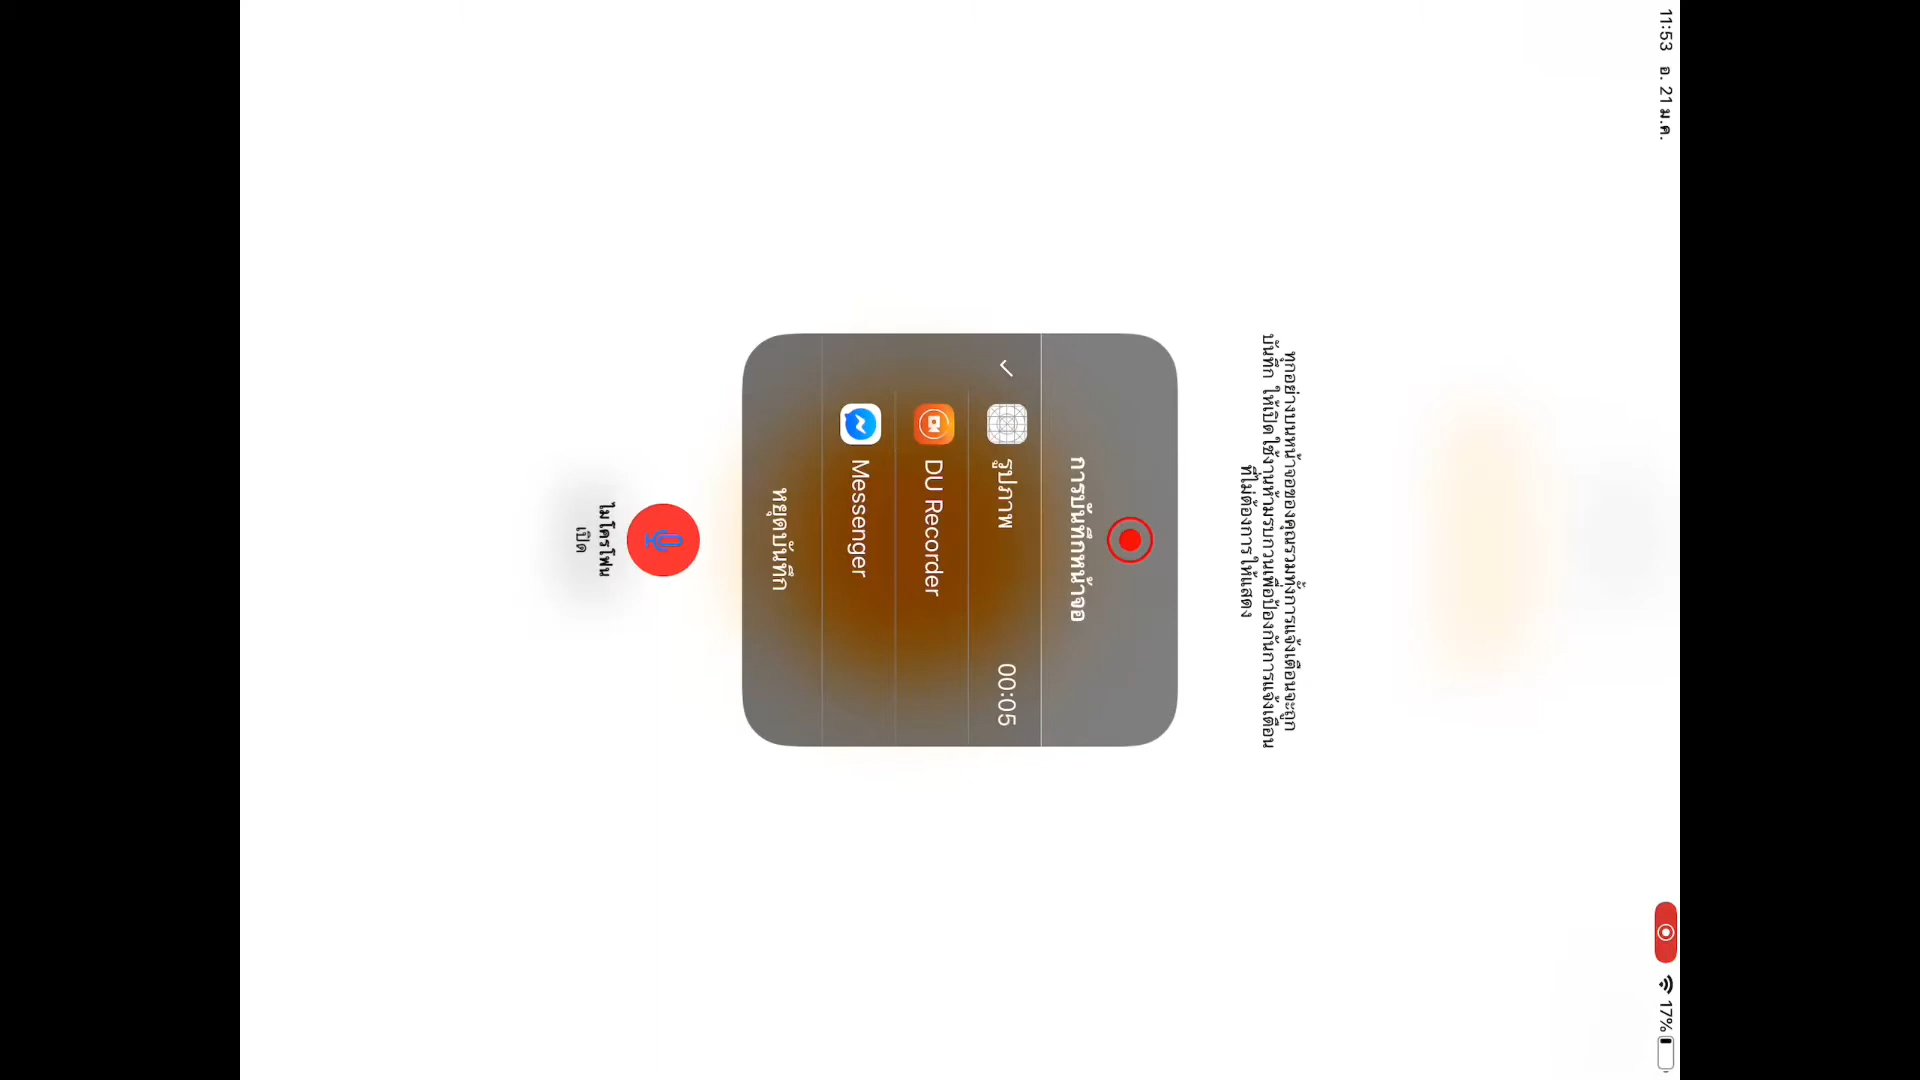 11:53 อ. 21 ม.ค.
17%
ทุกอย่างบนหน้าจอของคุณรวมทั้งการแจ้งเตือนจะถูก
บันทึก ให้เปิดใช้งานห้ามรบกวนเพื่อป้องกันการแจ้งเตือน
ที่ไม่ต้องการให้แสดง
การบันทึกหน้าจอ
รูปภาพ 00:05
DU Recorder
Messenger
หยุดบันทึก
ไมโครโฟน
เปิด